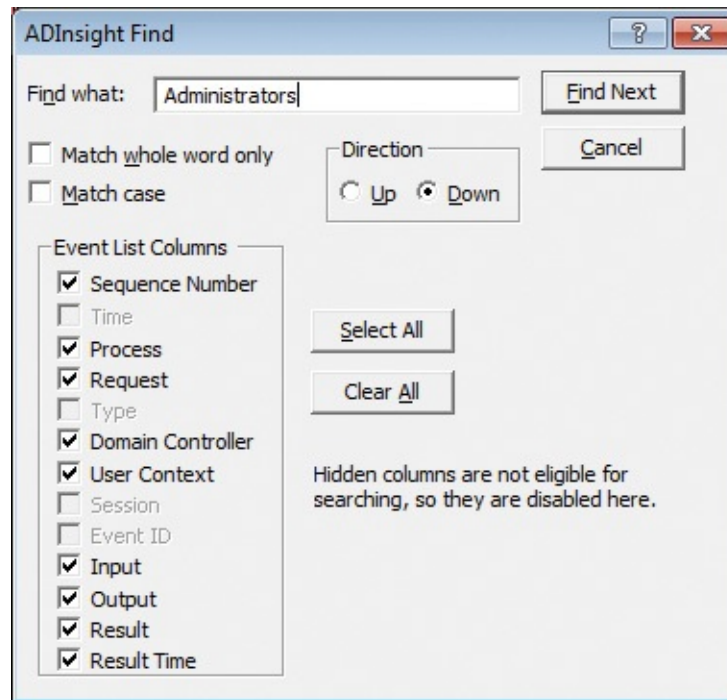 ADInsight Find
Find what: Administrators Find Next
Cancel
Match whole word only
Match case
Direction
Up Down
Event List Columns
Sequence Number
Time
Process
Request
Type
Domain Controller
User Context
Session
Event ID
Input
Output
Result
Result Time
Select All
Clear All
Hidden columns are not eligible for
searching, so they are disabled here.